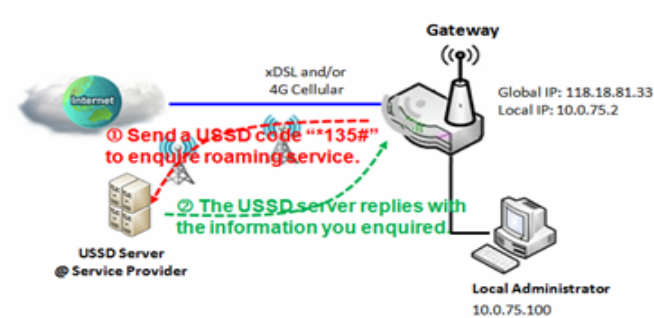 Gateway
Internet
xDSL and/or
4G Cellular
Global IP: 118.18.81.33
Local IP: 10.0.75.2
① Send a USSD code “*135#”
to enquire roaming service.
② The USSD server replies with
the information you enquired.
USSD Server
@ Service Provider
Local Administrator
10.0.75.100